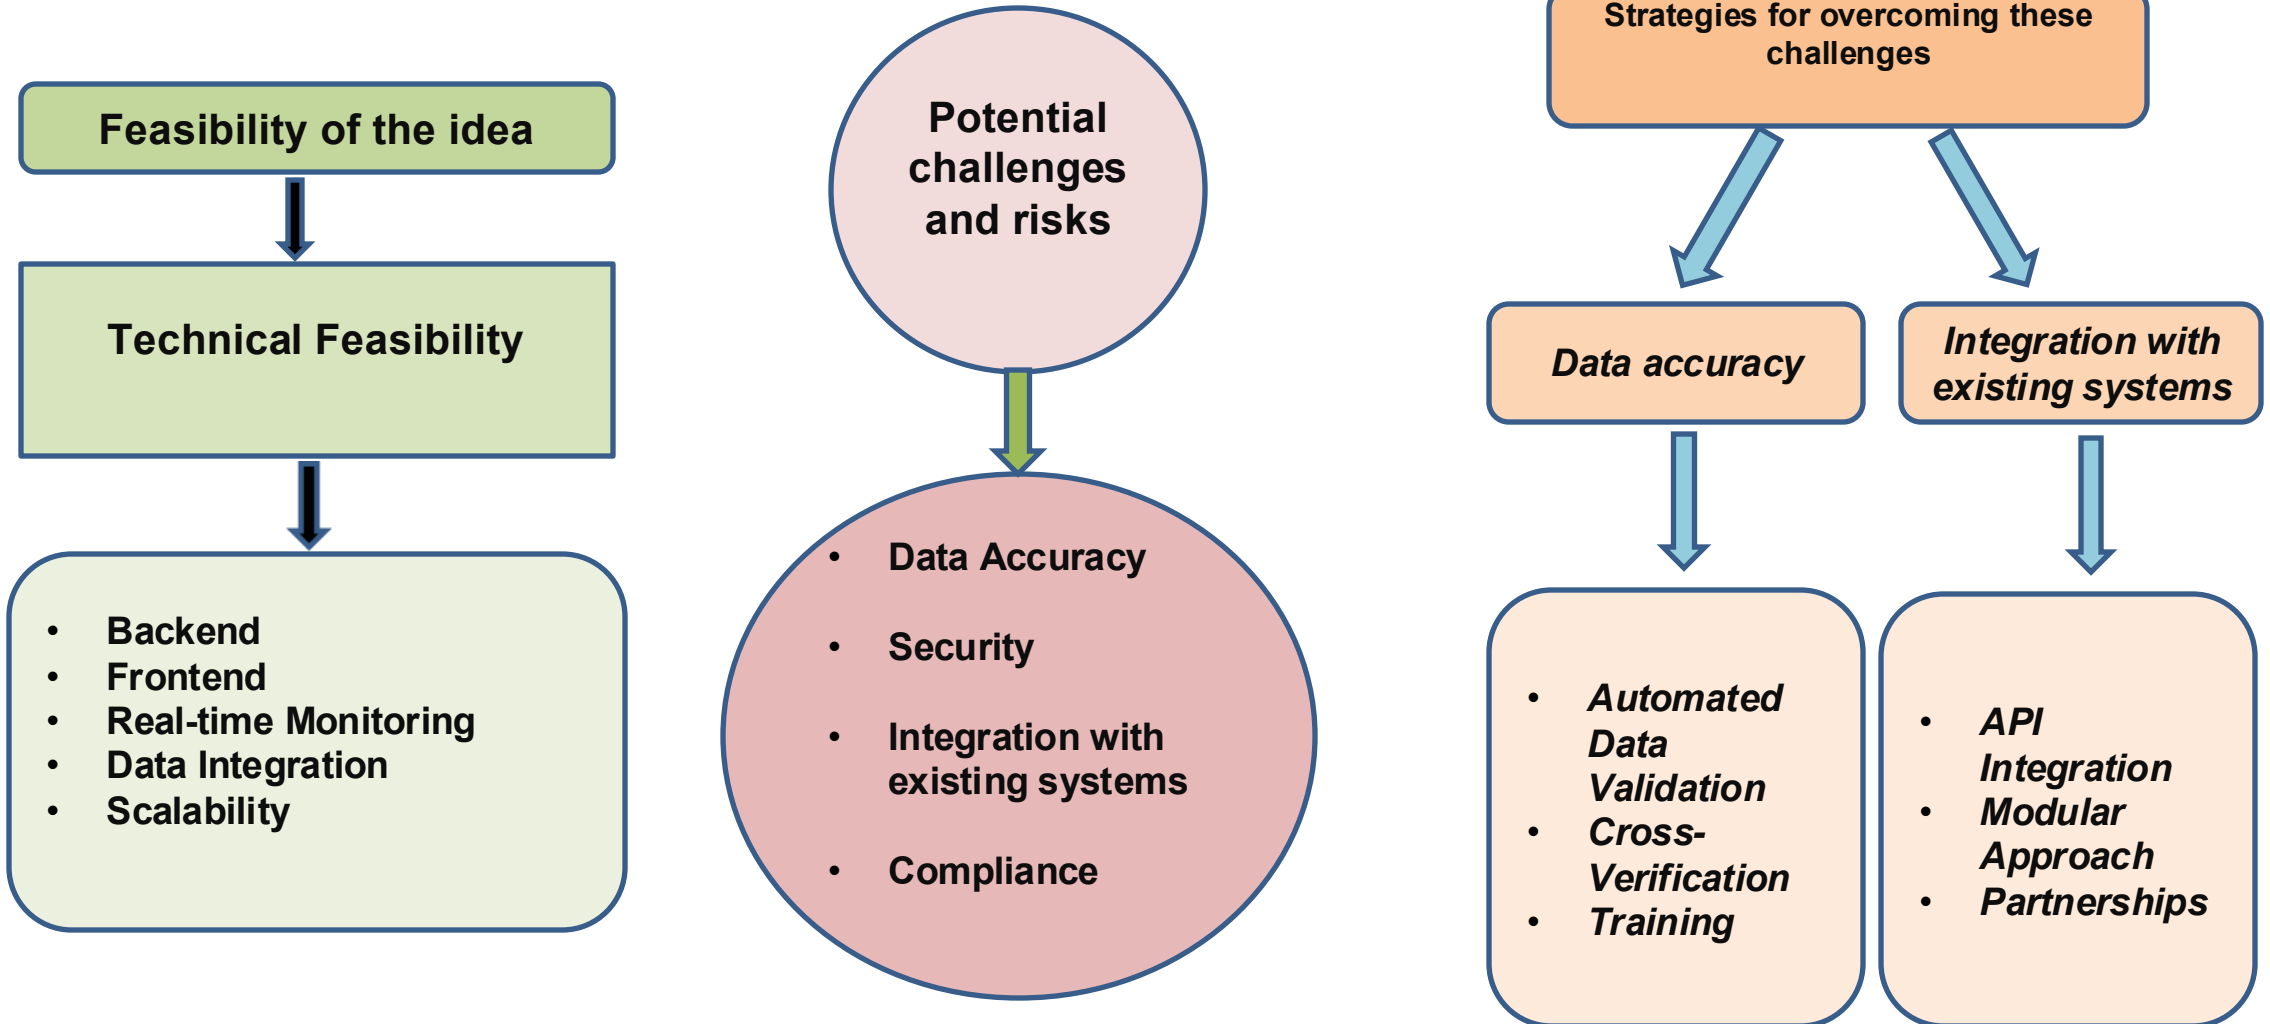 Feasibility of the idea
Technical Feasibility
• Backend
• Frontend
• Real-time Monitoring
• Data Integration
• Scalability
Potential
challenges
and risks
• Data Accuracy
• Security
• Integration with
existing systems
• Compliance
Strategies for overcoming these
challenges
Data accuracy
• Automated
Data
Validation
• Cross-
Verification
• Training
Integration with
existing systems
• API
Integration
• Modular
Approach
• Partnerships